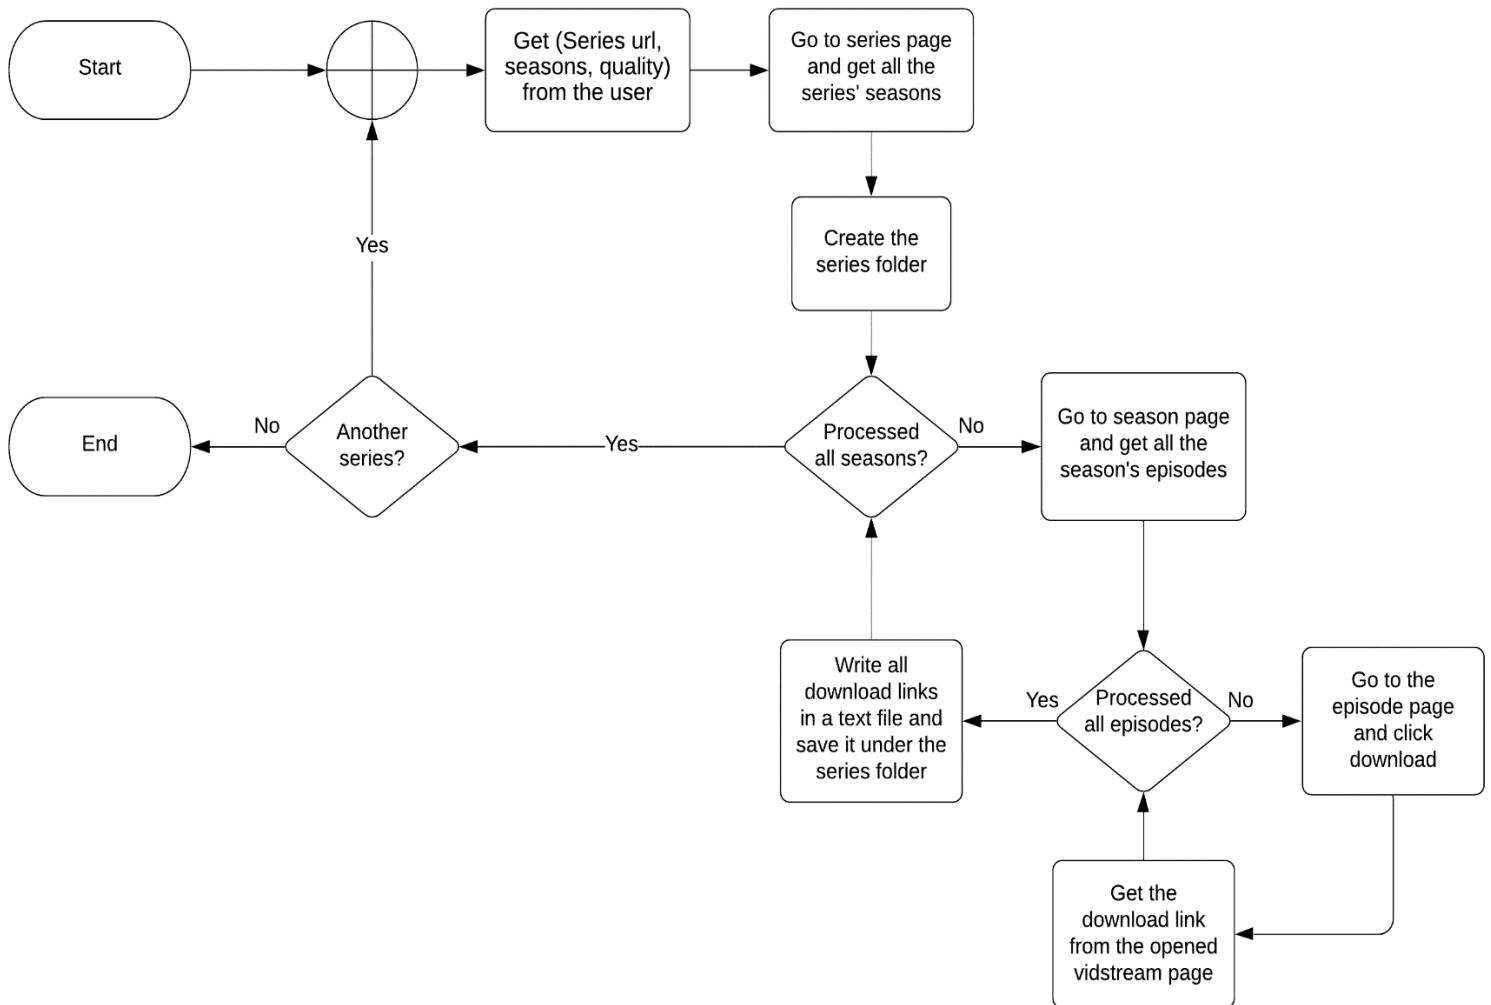 Start
Get (Series url,
seasons, quality)
from the user
Go to series page
and get all the
series' seasons
Create the
series folder
Yes
End
No
Another
series?
Yes
Processed
all seasons?
No
Go to season page
and get all the
season's episodes
Write all
download links
in a text file and
save it under the
series folder
Yes
Processed
all episodes?
No
Go to the
episode page
and click
download
Get the
download link
from the opened
vidstream page